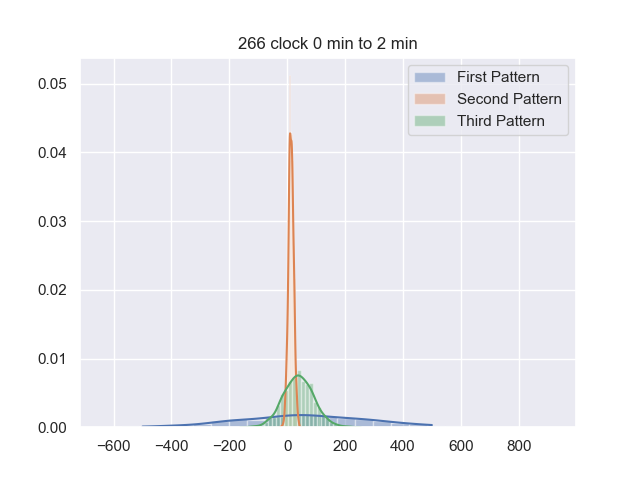 266 clock 0 min to 2 min
First Pattern
Second Pattern
Third Pattern
0.05
0.04
0.03
0.02
0.01
0.00
−600 −400 −200 0 200 400 600 800